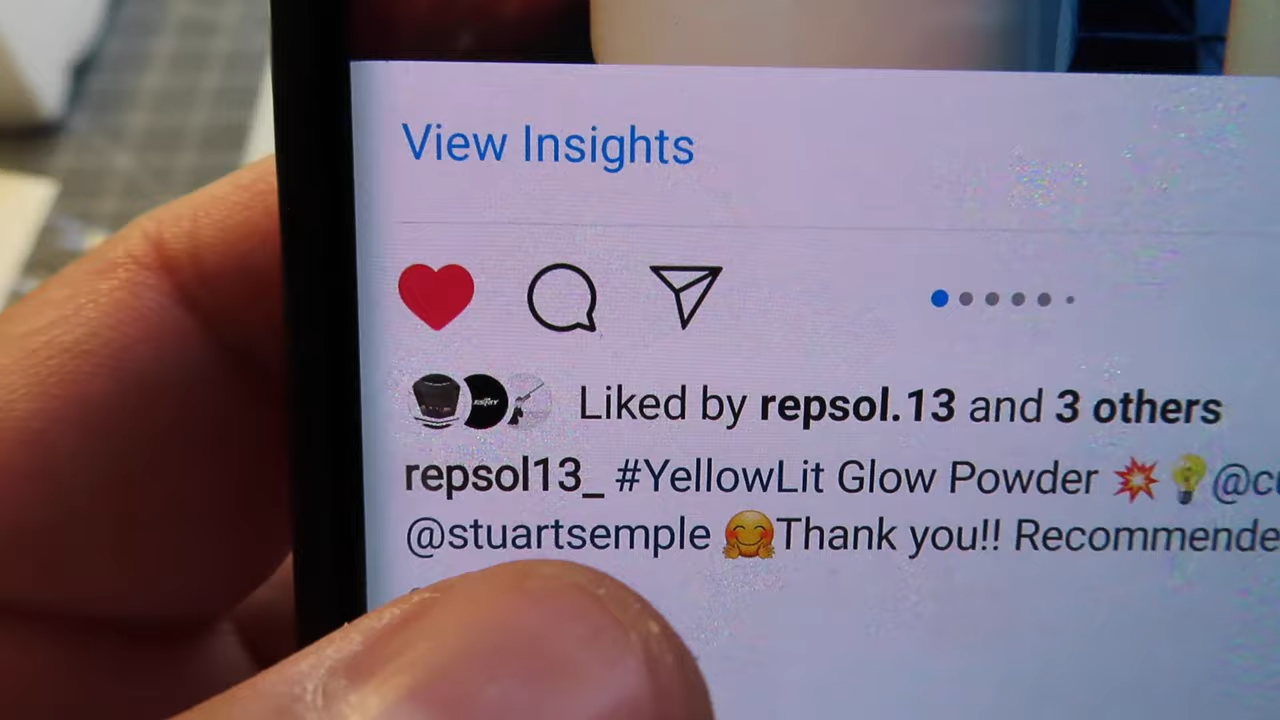 View Insights
Liked by repsol.13 and 3 others
repsol13_ #YellowLit Glow Powder 💥💡@c
@stuartsemple 🤗Thank you!! Recommende